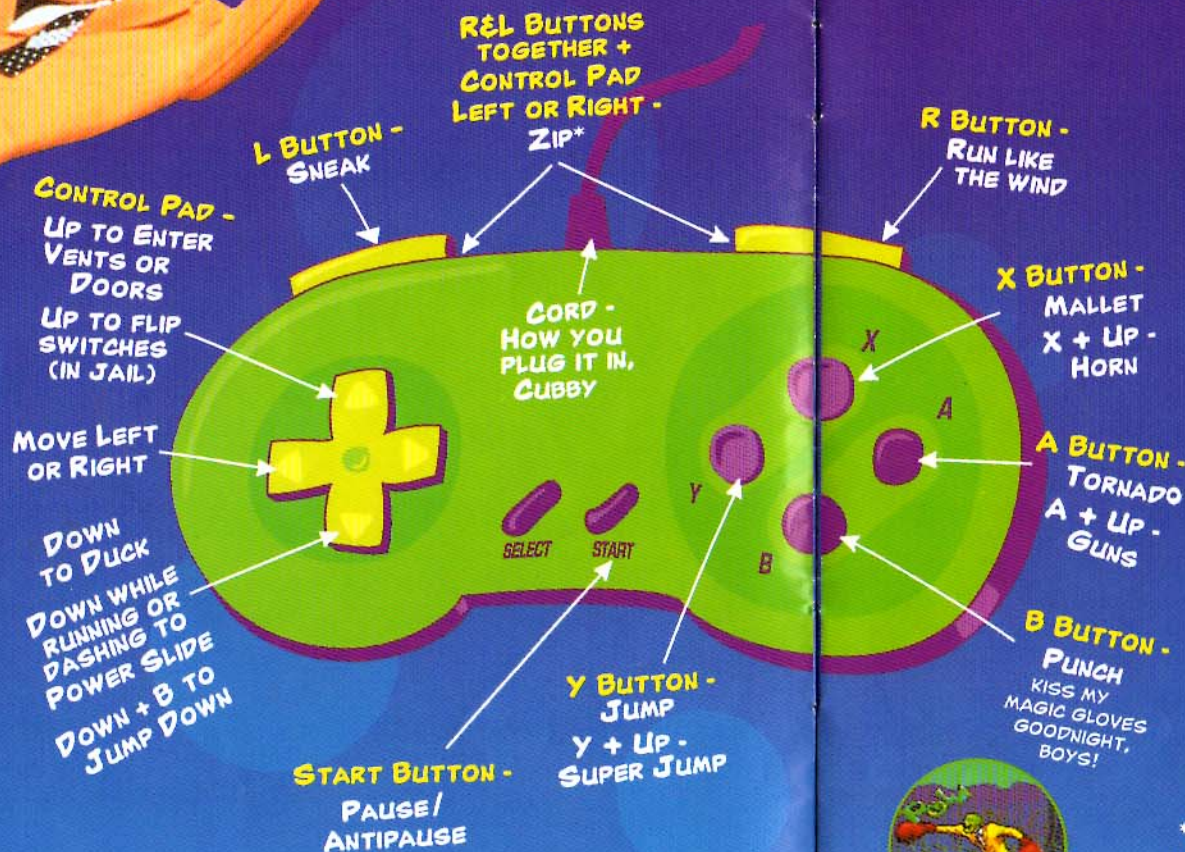 R&L BUTTONS
TOGETHER +
CONTROL PAD
LEFT OR RIGHT -
ZIP*
L BUTTON -
SNEAK
R BUTTON -
RUN LIKE
THE WIND
CONTROL PAD -
UP TO ENTER
VENTS OR
DOORS
UP TO FLIP
SWITCHES
(IN JAIL)
MOVE LEFT
OR RIGHT
DOWN
TO DUCK
DOWN WHILE
RUNNING OR
DASHING TO
POWER SLIDE
DOWN + B TO
JUMP DOWN
CORD -
HOW YOU
PLUG IT IN,
CUBBY
X BUTTON -
MALLET
X + UP -
HORN
X
A
Y
B
SELECT
START
A BUTTON -
TORNADO
A + UP -
GUNS
B BUTTON -
PUNCH
KISS MY
MAGIC GLOVES
GOODNIGHT,
BOYS!
Y BUTTON -
JUMP
Y + UP -
SUPER JUMP
START BUTTON -
PAUSE/
ANTIPAUSE
*